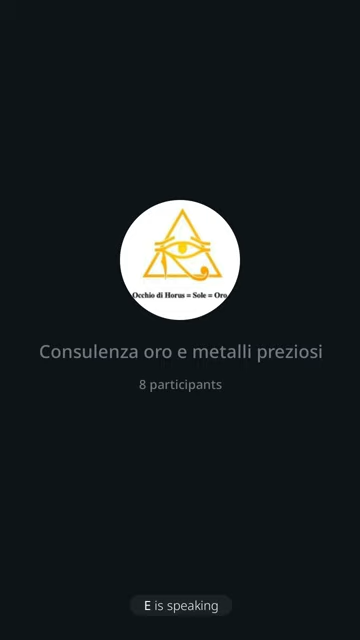 Occhio di Horus = Sole = Oro
Consulenza oro e metalli preziosi
8 participants
E is speaking